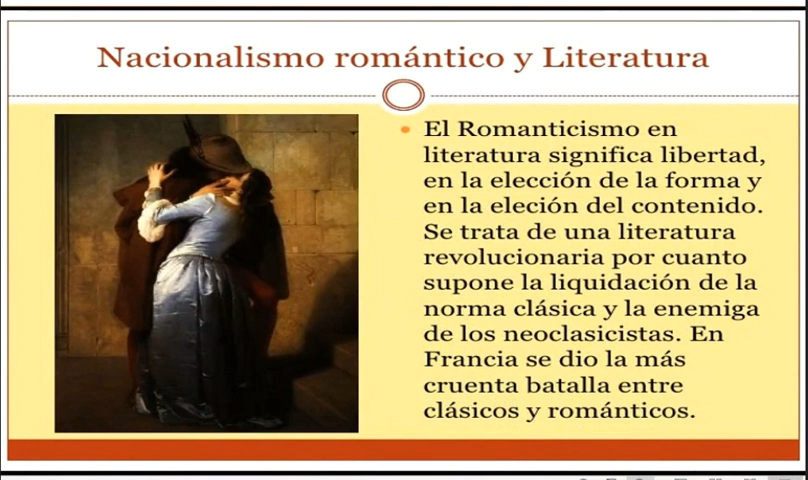 Nacionalismo romántico y Literatura
El Romanticismo en
literatura significa libertad,
en la elección de la forma y
en la eleción del contenido.
Se trata de una literatura
revolucionaria por cuanto
supone la liquidación de la
norma clásica y la enemiga
de los neoclasicistas. En
Francia se dio la más
cruenta batalla entre
clásicos y románticos.